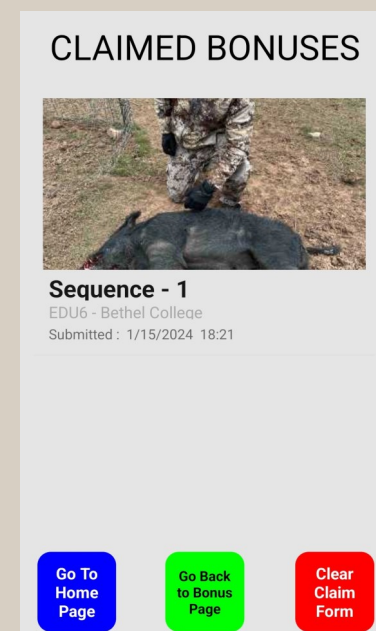 CLAIMED BONUSES
Sequence - 1
EDU6 - Bethel College
Submitted : 1/15/2024 18:21
Go To
Home
Page
Go Back
to Bonus
Page
Clear
Claim
Form